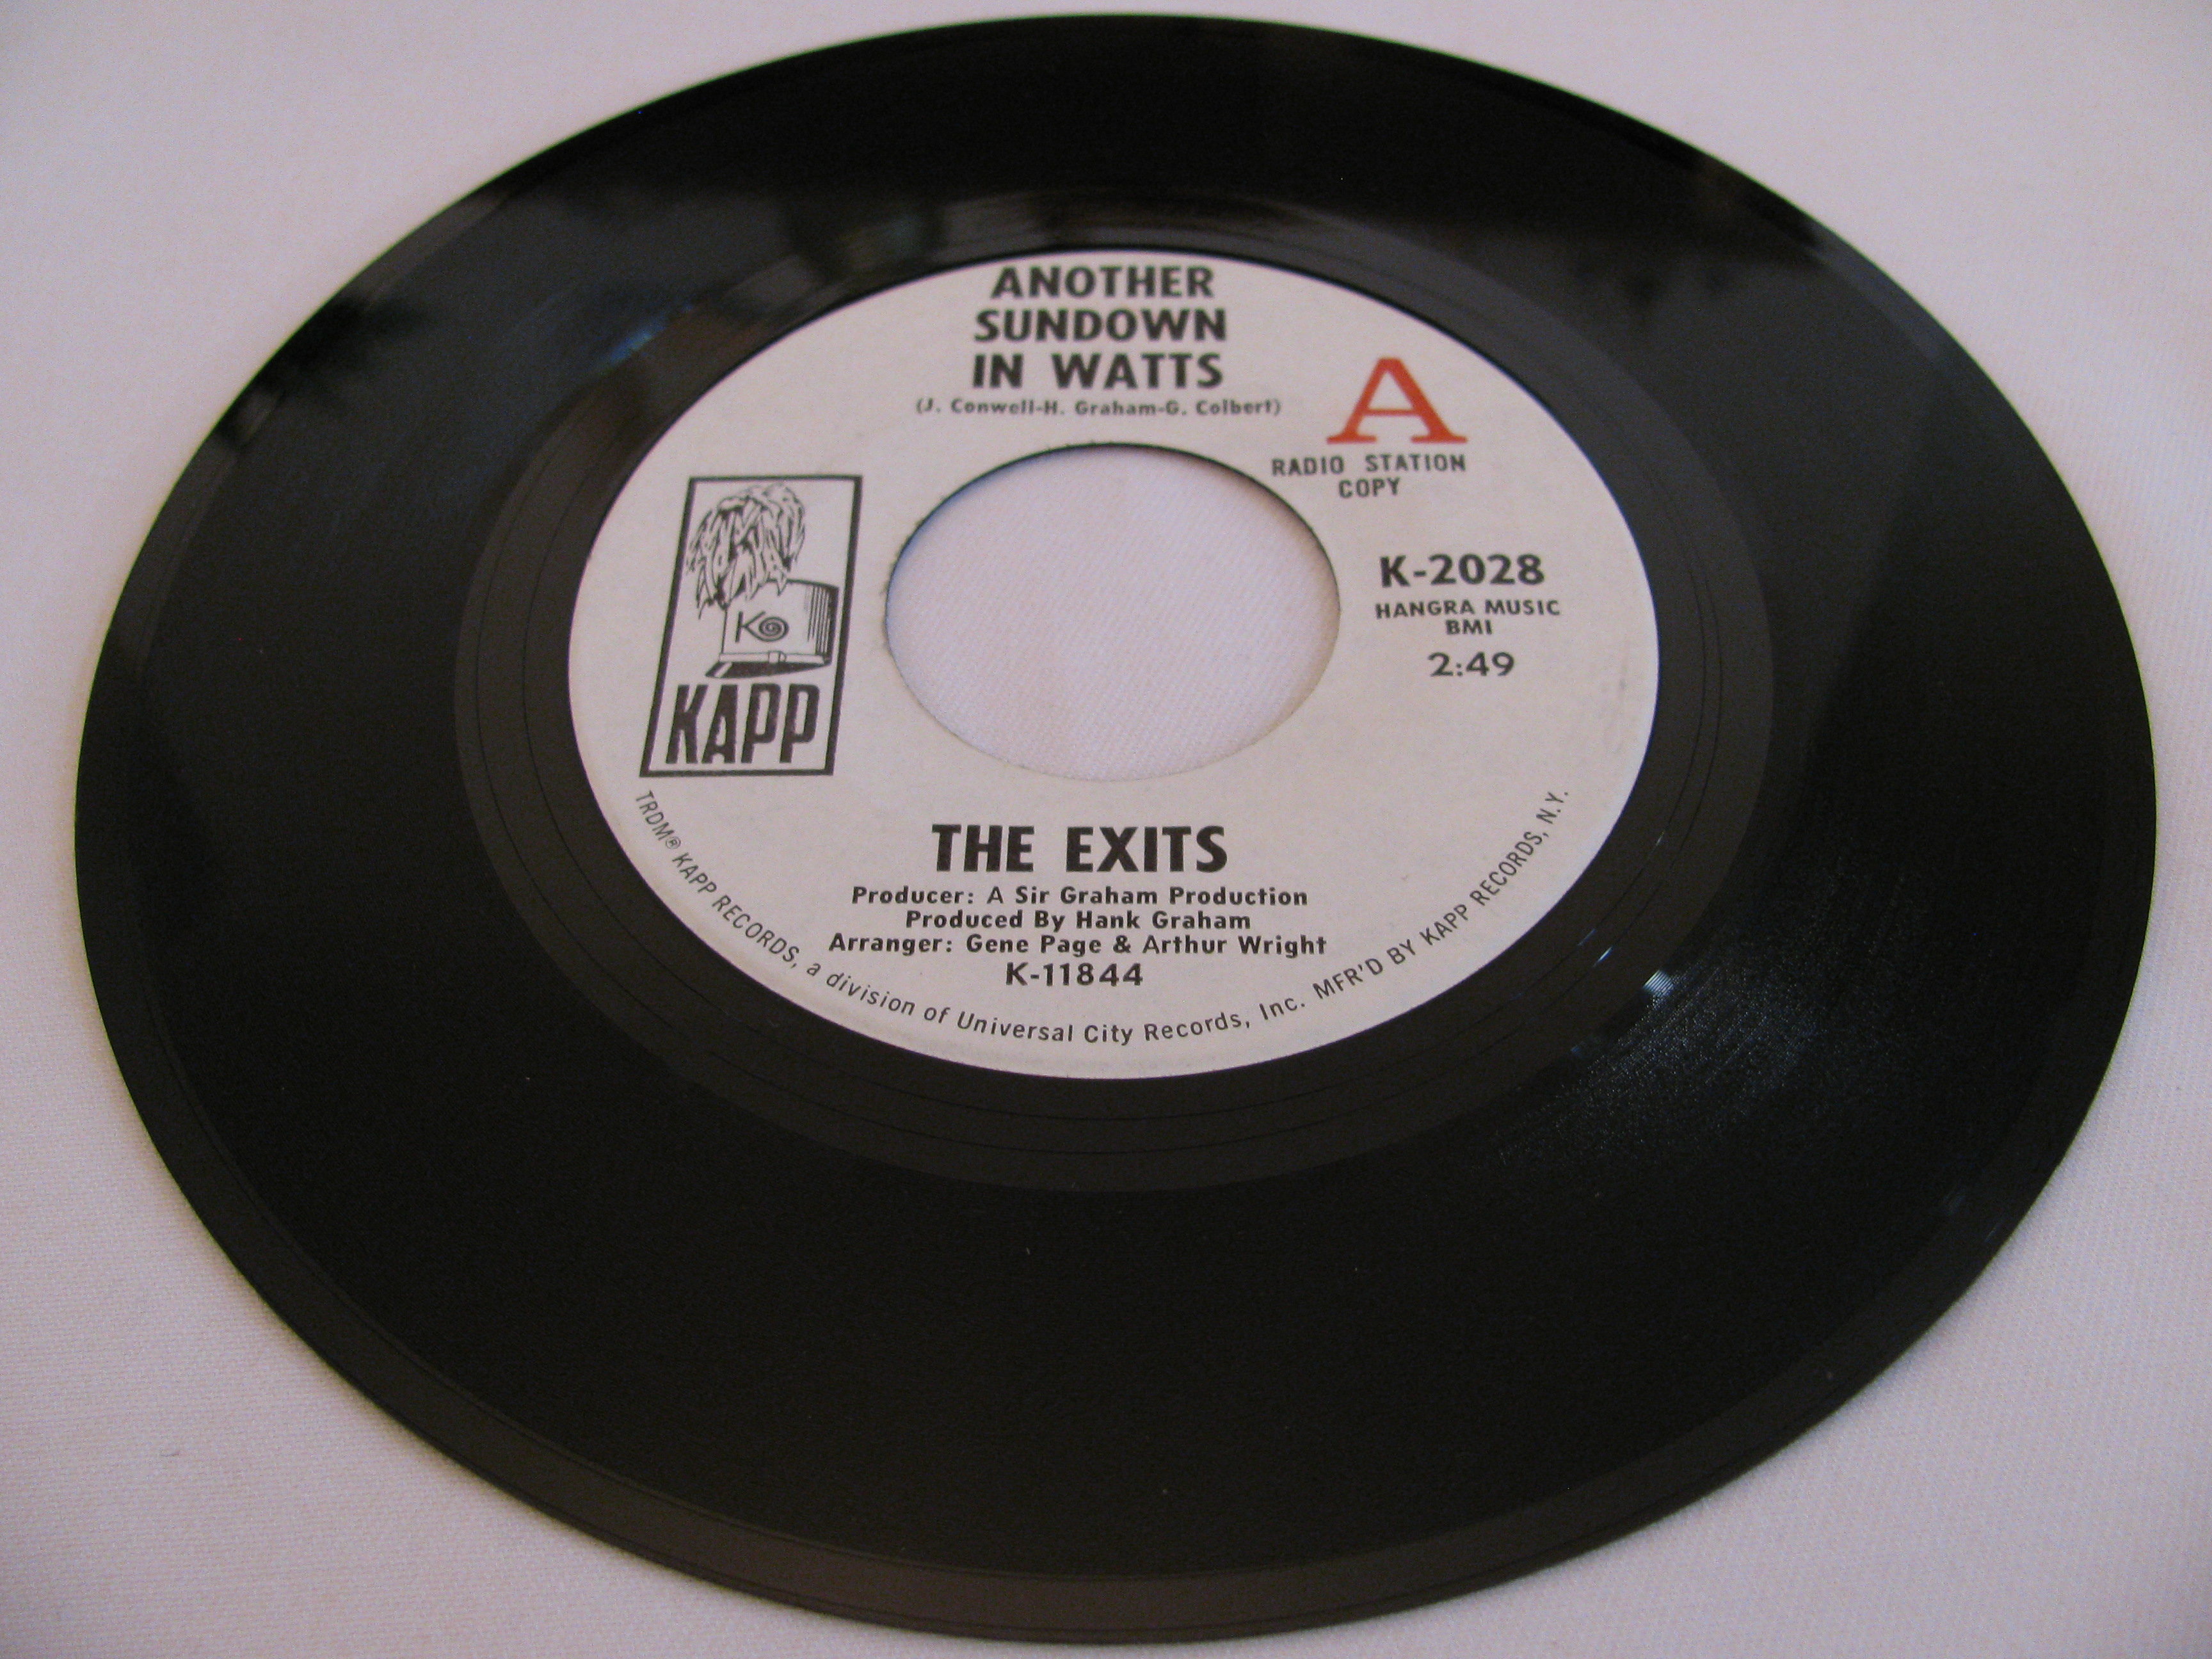 ANOTHER
SUNDOWN
IN WATTS
(J. Conwell-H. Graham-G. Colbert)
A
RADIO STATION
COPY
K
KAPP
K-2028
HANGRA MUSIC
BMI
2:49
THE EXITS
Producer: A Sir Graham Production
Produced By Hank Graham
Arranger: Gene Page & Arthur Wright
K-11844
TRDM® KAPP RECORDS, a division of Universal City Records, Inc. MFR'D BY KAPP RECORDS, N.Y.